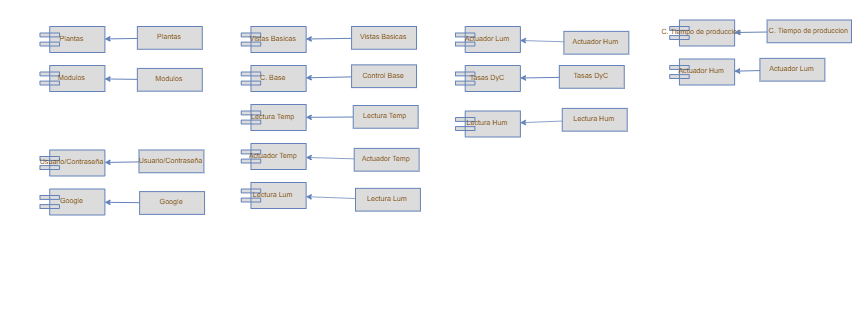 Plantas
Plantas
Modulos
Modulos
Usuario/Contraseña
Usuario/Contraseña
Google
Google
Vistas Basicas
Vistas Basicas
C. Base
Control Base
Lectura Temp
Lectura Temp
Actuador Temp
Actuador Temp
Lectura Lum
Lectura Lum
Actuador Lum
Actuador Hum
Tasas DyC
Tasas DyC
Lectura Hum
Lectura Hum
C. Tiempo de produccion
C. Tiempo de produccion
Actuador Hum
Actuador Lum